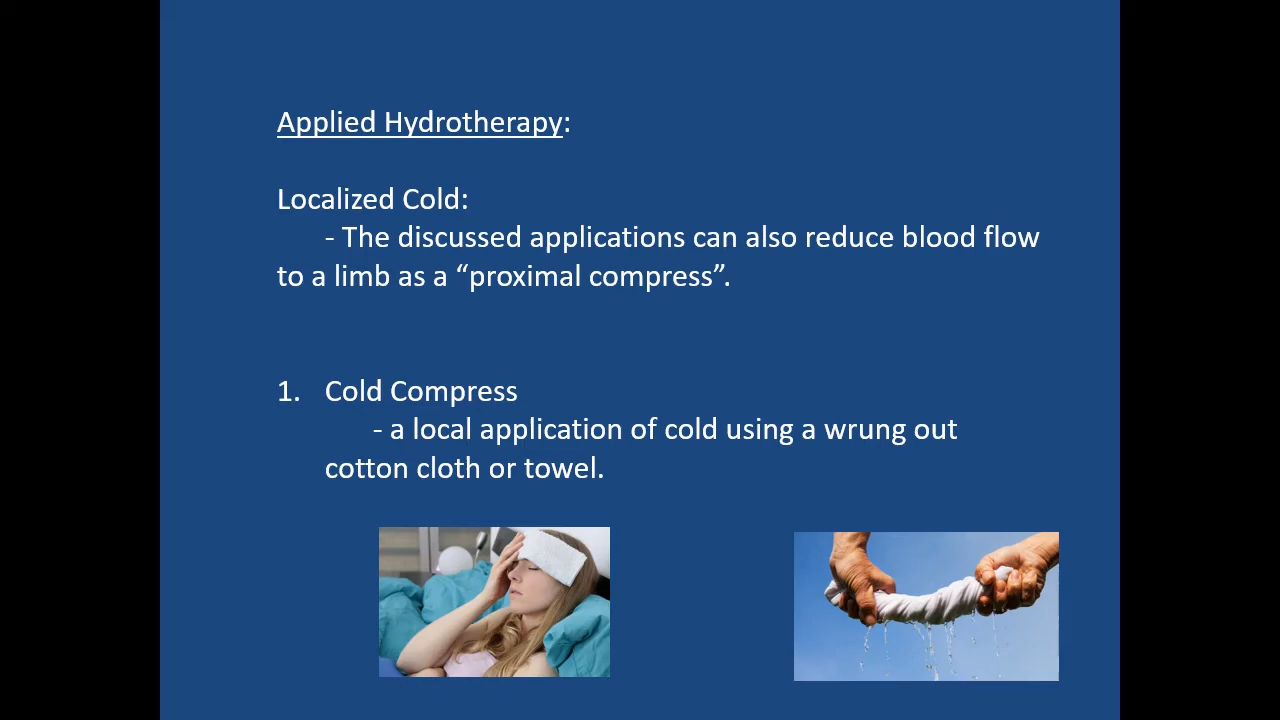 Applied Hydrotherapy:
Localized Cold:
- The discussed applications can also reduce blood flow
to a limb as a “proximal compress”.
1. Cold Compress
- a local application of cold using a wrung out
cotton cloth or towel.